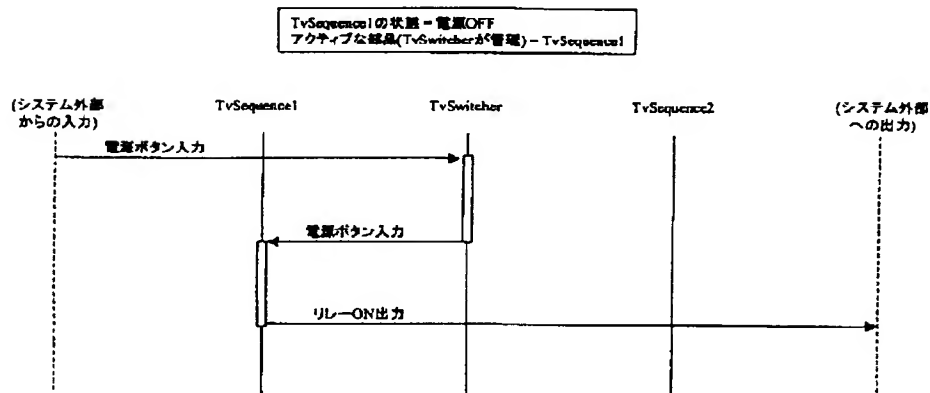 TvSequence1の状態＝電源OFF
アクティブな部品(TvSwitcherが管理)＝TvSequence1
(システム外部
からの入力)
TvSequence1
TvSwitcher
TvSequence2
(システム外部
への出力)
電源ボタン入力
電源ボタン入力
リレーON出力